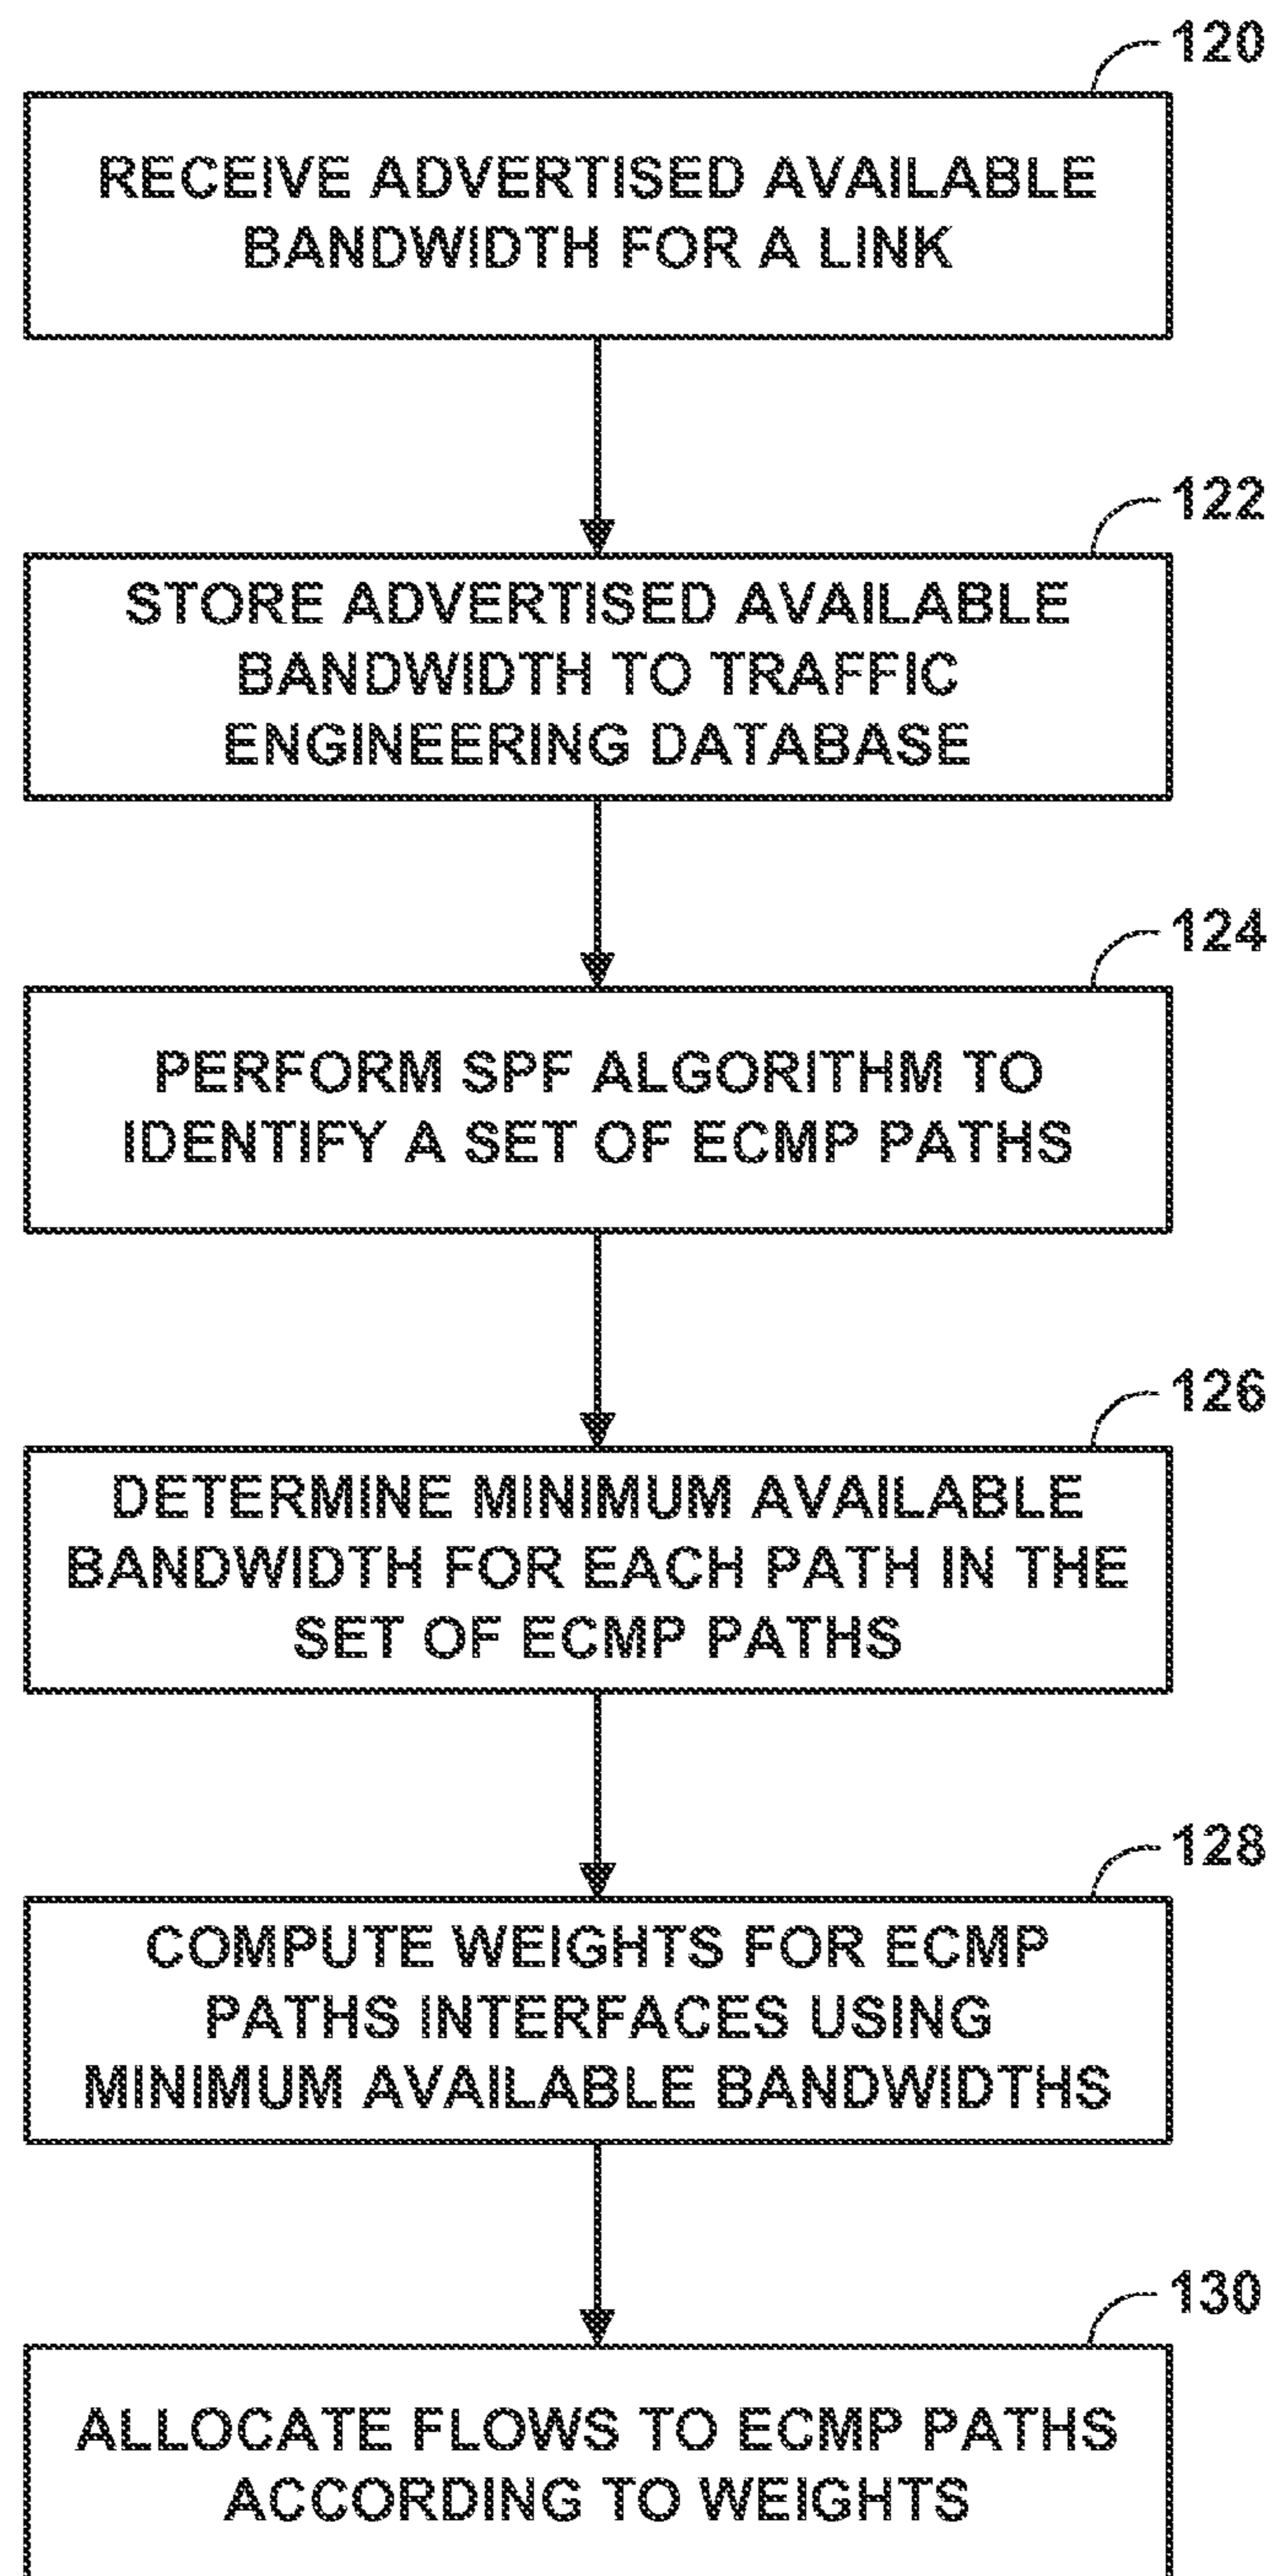 120
RECEIVE ADVERTISED AVAILABLE
BANDWIDTH FOR A LINK
122
STORE ADVERTISED AVAILABLE
BANDWIDTH TO TRAFFIC
ENGINEERING DATABASE
124
PERFORM SPF ALGORITHM TO
IDENTIFY A SET OF ECMP PATHS
126
DETERMINE MINIMUM AVAILABLE
BANDWIDTH FOR EACH PATH IN THE
SET OF ECMP PATHS
128
COMPUTE WEIGHTS FOR ECMP
PATHS INTERFACES USING
MINIMUM AVAILABLE BANDWIDTHS
130
ALLOCATE FLOWS TO ECMP PATHS
ACCORDING TO WEIGHTS